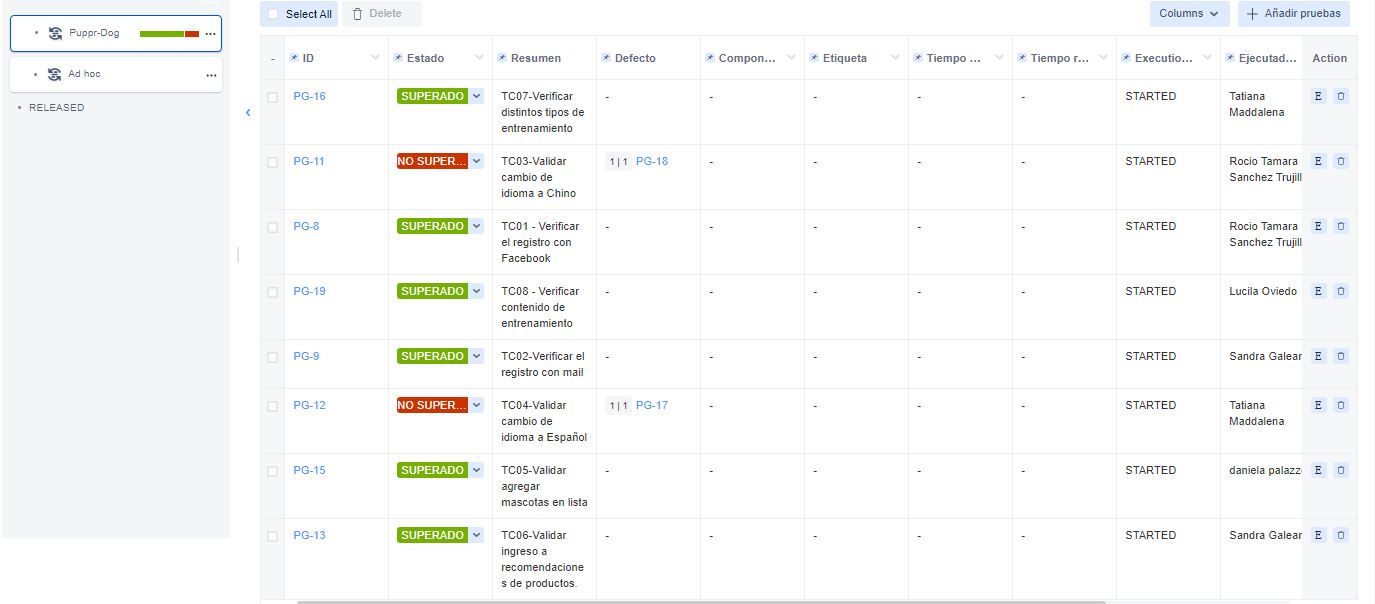 Select All
Delete
Columns
Añadir pruebas
Puppr-Dog
Ad hoc
RELEASED
-
ID
Estado
Resumen
Defecto
Compon...
Etiqueta
Tiempo ...
Tiempo r...
Executio...
Ejecutad...
Action
PG-16
SUPERADO
TC07-Verificar
distintos tipos de
entrenamiento
-
-
-
-
-
STARTED
Tatiana
Maddalena
E
PG-11
NO SUPER...
TC03-Validar
cambio de
idioma a Chino
1 | 1 PG-18
-
-
-
-
STARTED
Rocio Tamara
Sanchez Trujill
E
PG-8
SUPERADO
TC01 - Verificar
el registro con
Facebook
-
-
-
-
-
STARTED
Rocio Tamara
Sanchez Trujill
E
PG-19
SUPERADO
TC08 - Verificar
contenido de
entrenamiento
-
-
-
-
-
STARTED
Lucila Oviedo
E
PG-9
SUPERADO
TC02-Verificar el
registro con mail
-
-
-
-
-
STARTED
Sandra Galear
E
PG-12
NO SUPER...
TC04-Validar
cambio de
idioma a Español
1 | 1 PG-17
-
-
-
-
STARTED
Tatiana
Maddalena
E
PG-15
SUPERADO
TC05-Validar
agregar
mascotas en lista
-
-
-
-
-
STARTED
daniela palazz
E
PG-13
SUPERADO
TC06-Validar
ingreso a
recomendacione
s de productos.
-
-
-
-
-
STARTED
Sandra Galear
E